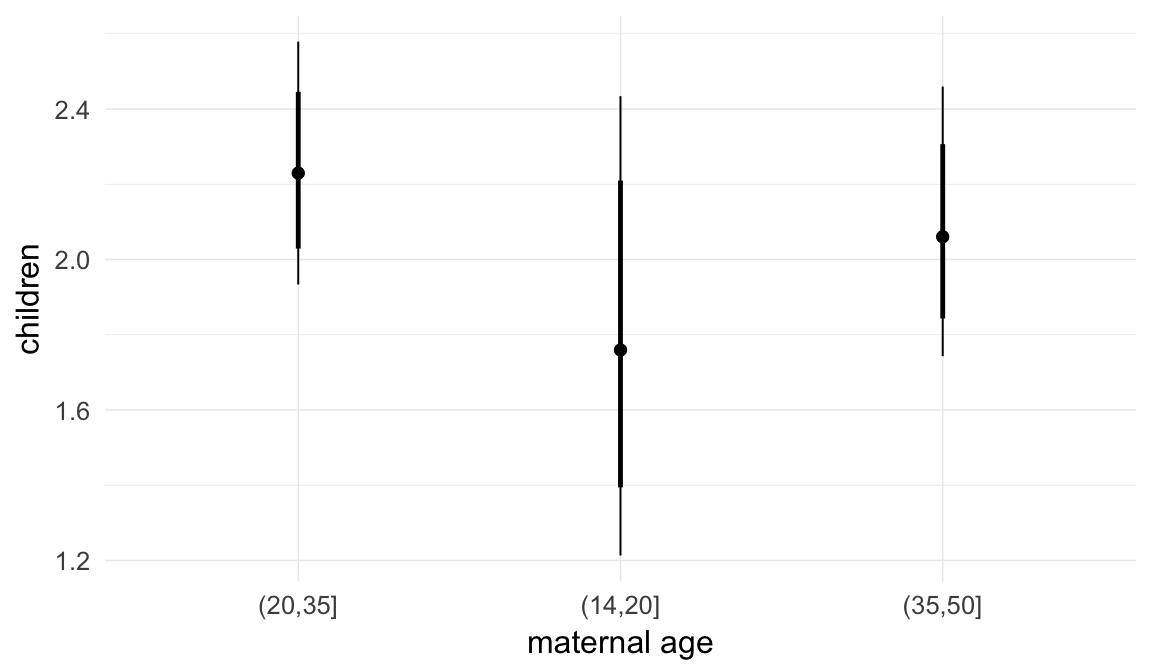 children
2.4
2.0
1.6
1.2
(20,35] (14,20] (35,50]
maternal age